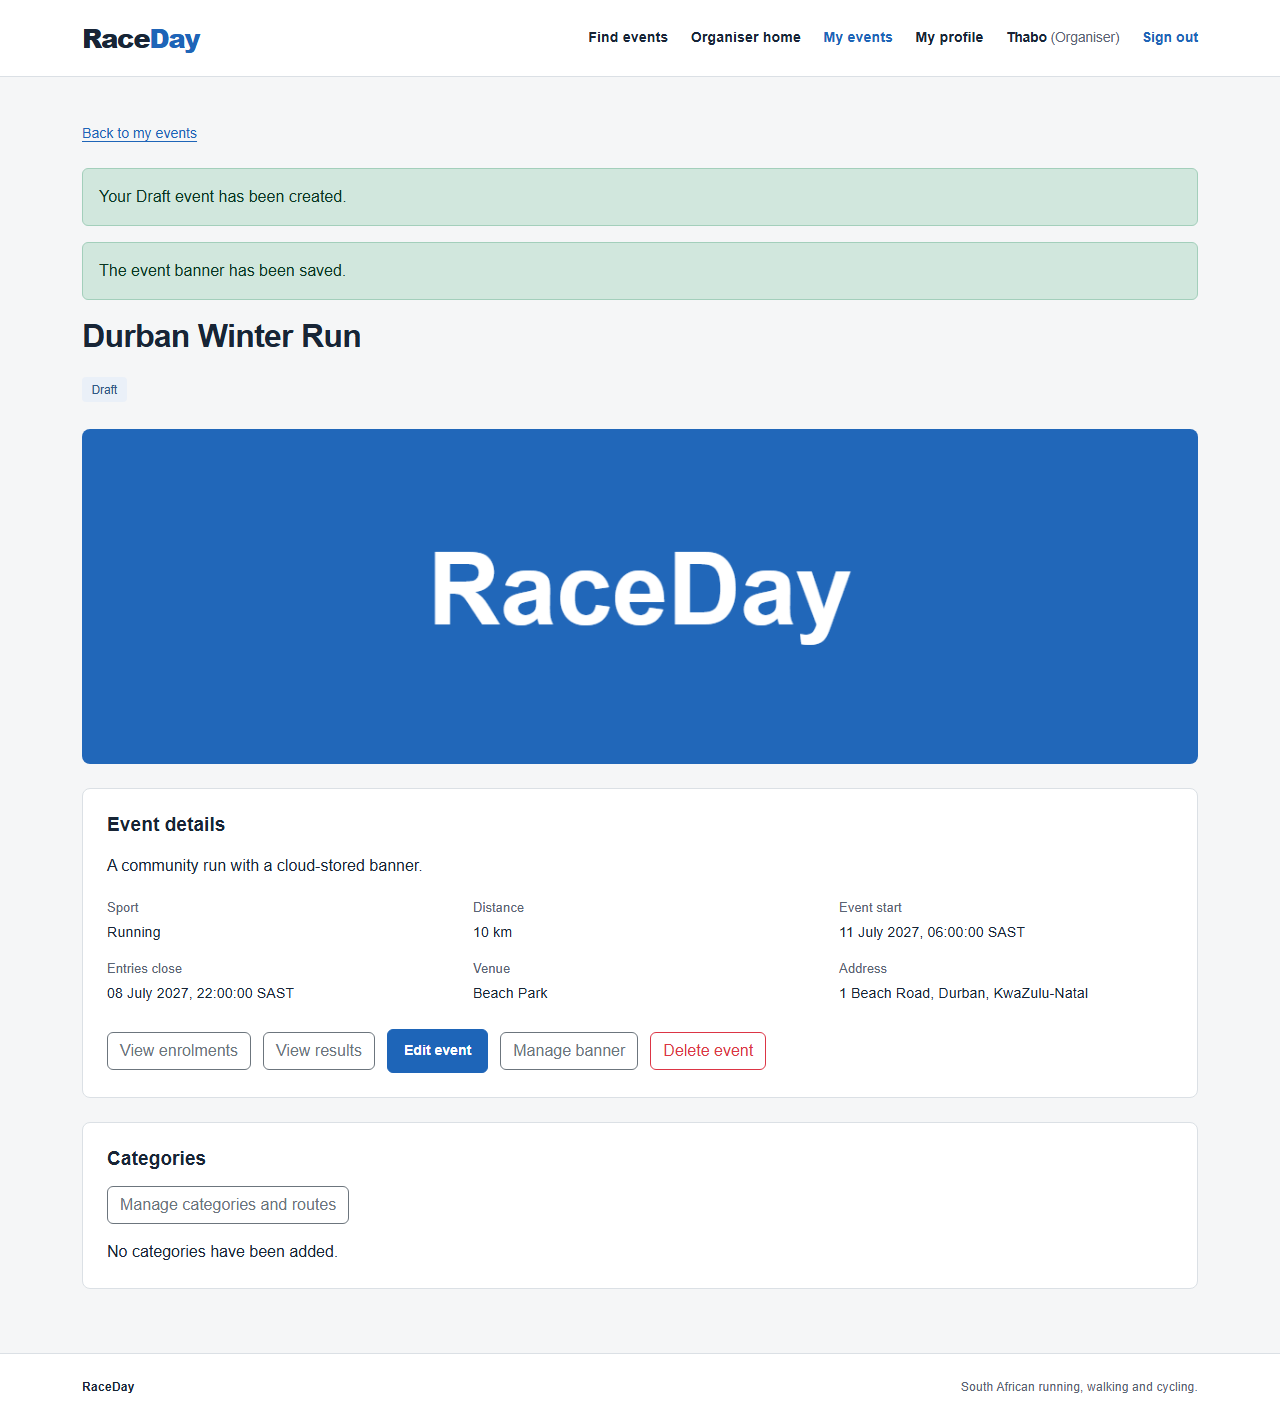 RaceDay
Find events
Organiser home
My events
My profile
Thabo (Organiser)
Sign out
Back to my events
Your Draft event has been created.
The event banner has been saved.
Durban Winter Run
Draft
RaceDay
Event details
A community run with a cloud-stored banner.
Sport
Running
Distance
10 km
Event start
11 July 2027, 06:00:00 SAST
Entries close
08 July 2027, 22:00:00 SAST
Venue
Beach Park
Address
1 Beach Road, Durban, KwaZulu-Natal
View enrolments
View results
Edit event
Manage banner
Delete event
Categories
Manage categories and routes
No categories have been added.
RaceDay
South African running, walking and cycling.